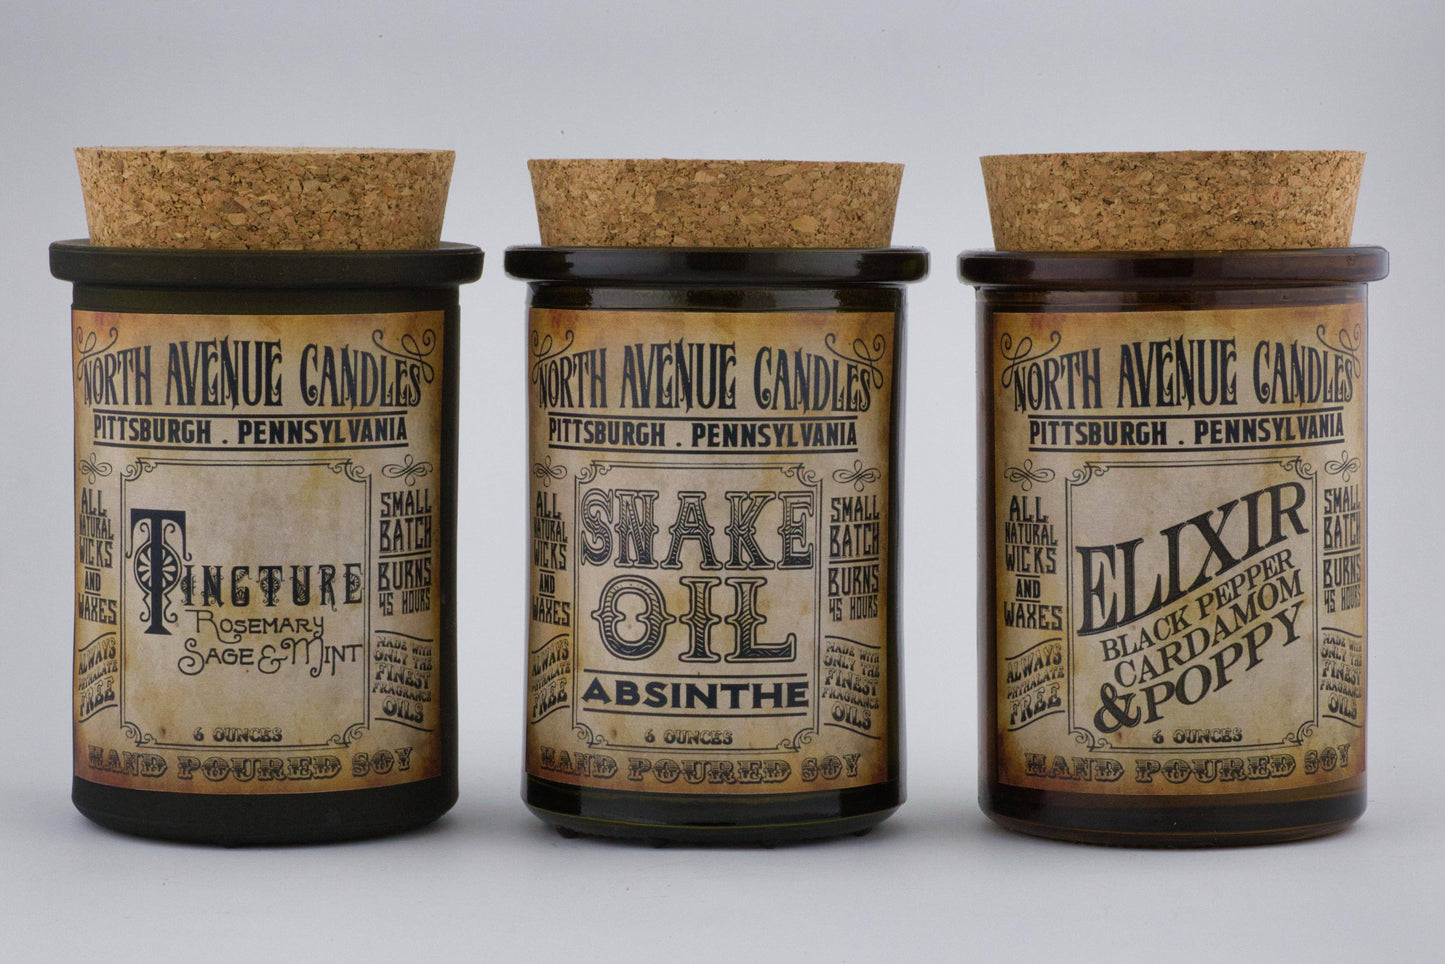 NORTH AVENUE CANDLES
PITTSBURGH . PENNSYLVANIA
ALL
NATURAL
WICKS
AND
WAXES
ALWAYS
PHTHALATE
FREE
TINCTURE
ROSEMARY
SAGE & MINT
6 OUNCES
SMALL
BATCH
BURNS
45 HOURS
MADE WITH
ONLY THE
FINEST
FRAGRANCE
OILS
HAND POURED SOY
NORTH AVENUE CANDLES
PITTSBURGH . PENNSYLVANIA
ALL
NATURAL
WICKS
AND
WAXES
ALWAYS
PHTHALATE
FREE
SNAKE
OIL
ABSINTHE
6 OUNCES
SMALL
BATCH
BURNS
45 HOURS
MADE WITH
ONLY THE
FINEST
FRAGRANCE
OILS
HAND POURED SOY
NORTH AVENUE CANDLES
PITTSBURGH . PENNSYLVANIA
ALL
NATURAL
WICKS
AND
WAXES
ALWAYS
PHTHALATE
FREE
ELIXIR
BLACK PEPPER
CARDAMOM
& POPPY
6 OUNCES
SMALL
BATCH
BURNS
45 HOURS
MADE WITH
ONLY THE
FINEST
FRAGRANCE
OILS
HAND POURED SOY